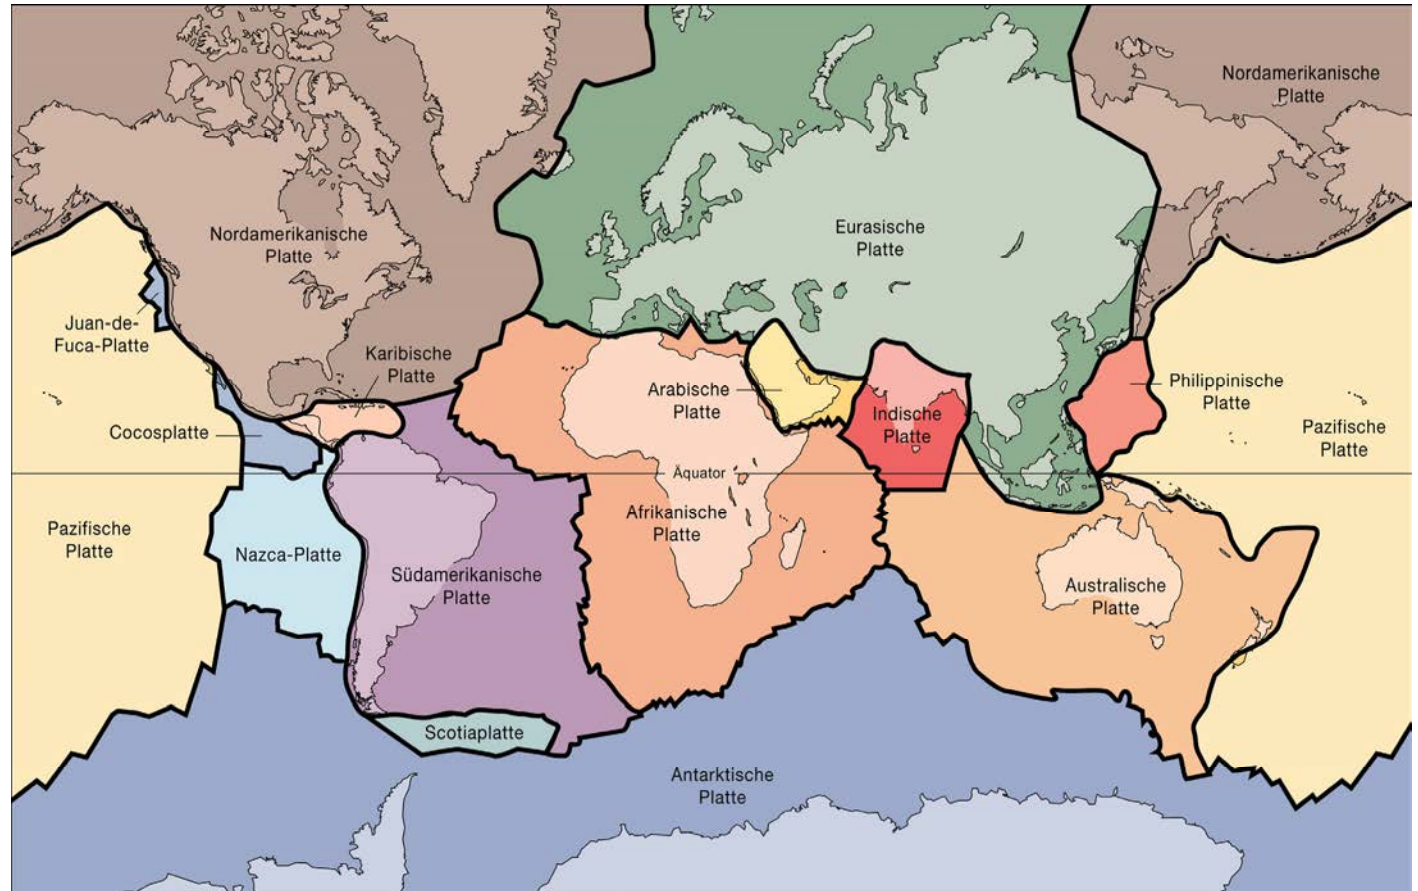 Nordamerikanische
Platte
Nordamerikanische
Platte
Eurasische
Platte
Juan-de-
Fuca-Platte
Karibische
Platte
Arabische
Platte
Indische
Platte
Philippinische
Platte
Cocosplatte
Pazifische
Platte
Äquator
Pazifische
Platte
Nazca-Platte
Afrikanische
Platte
Südamerikanische
Platte
Australische
Platte
Scotiaplatte
Antarktische
Platte